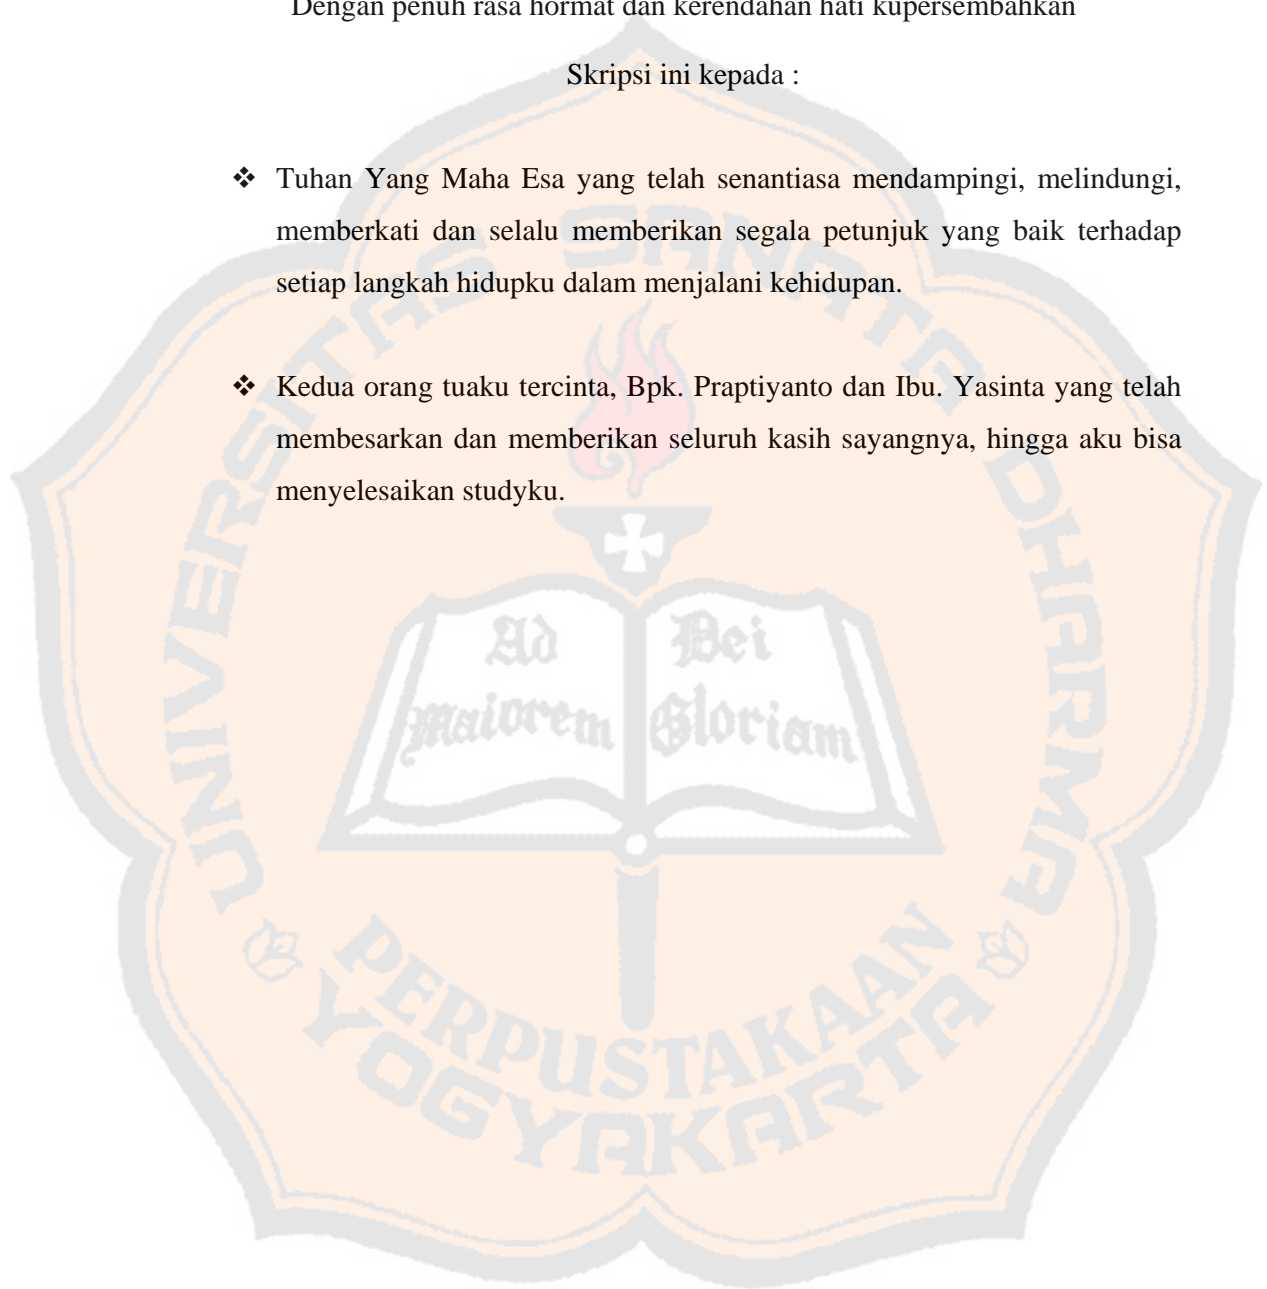 Dengan penuh rasa hormat dan kerendahan hati kupersembahkan
Skripsi ini kepada :
❖ Tuhan Yang Maha Esa yang telah senantiasa mendampingi, melindungi,
memberkati dan selalu memberikan segala petunjuk yang baik terhadap
setiap langkah hidupku dalam menjalani kehidupan.
❖ Kedua orang tuaku tercinta, Bpk. Praptiyanto dan Ibu. Yasinta yang telah
membesarkan dan memberikan seluruh kasih sayangnya, hingga aku bisa
menyelesaikan studyku.
UNIVERSITAS SANATA DHARMA
Ad Dei
maiorem Gloriam
PERPUSTAKAAN
YOGYAKARTA